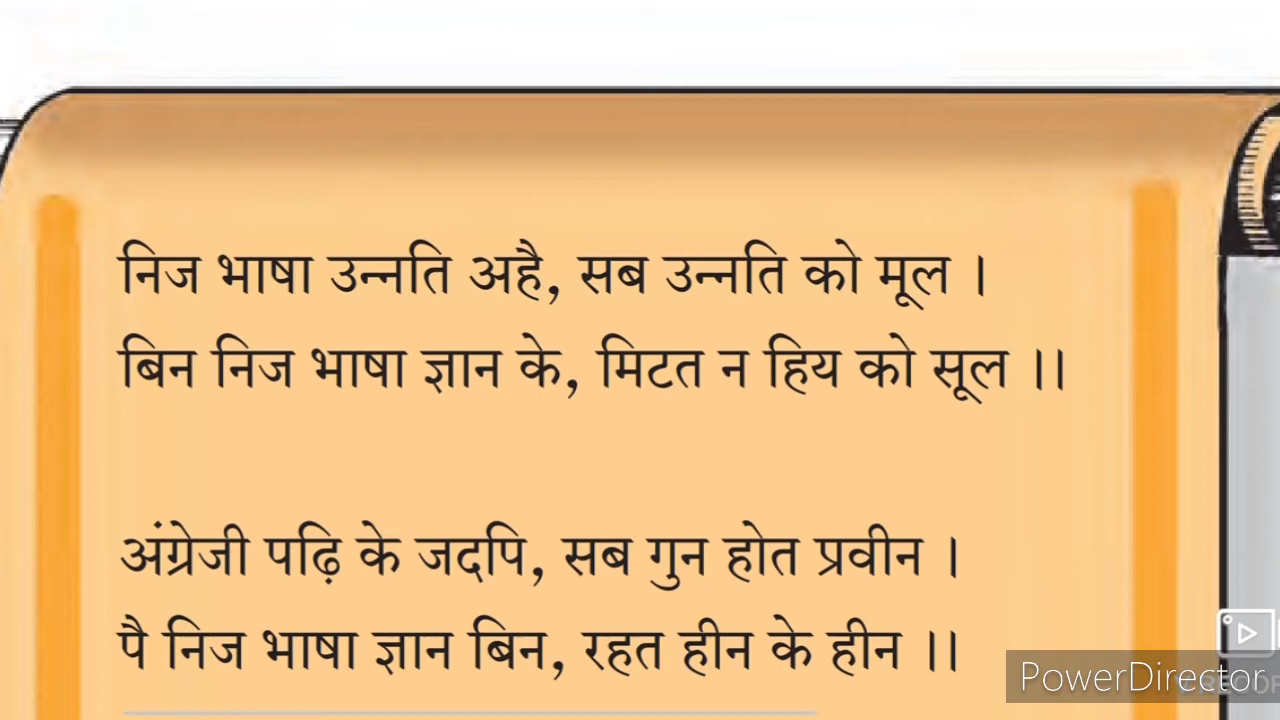 निज भाषा उन्नति अहै, सब उन्नति को मूल ।
बिन निज भाषा ज्ञान के, मिटत न हिय को सूल ।।
अंग्रेजी पढ़ि के जदपि, सब गुन होत प्रवीन ।
पै निज भाषा ज्ञान बिन, रहत हीन के हीन ।।
PowerDirector